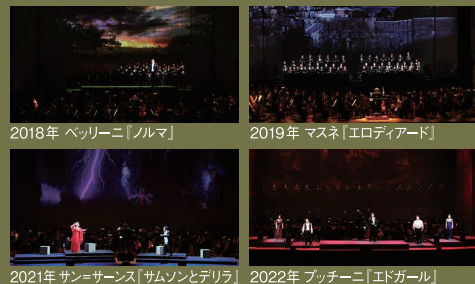 2018年 ベッリーニ『ノルマ』
2019年 マスネ『エロディアード』
2021年 サン=サーンス『サムソンとデリラ』
2022年 プッチーニ『エドガール』